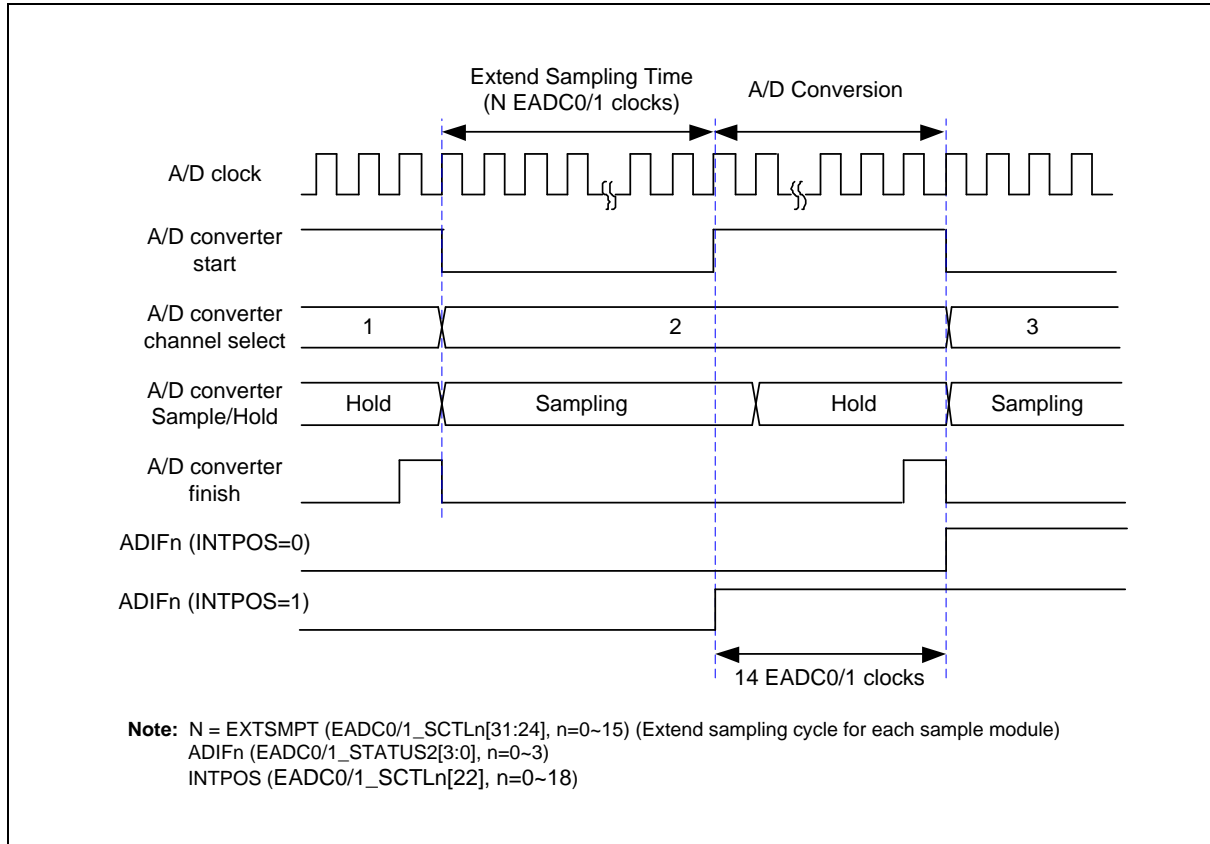 Extend Sampling Time
(N EADC0/1 clocks)
A/D Conversion
A/D clock
A/D converter
start
A/D converter
channel select
1
2
3
A/D converter
Sample/Hold
Hold
Sampling
Hold
Sampling
A/D converter
finish
ADIFn (INTPOS=0)
ADIFn (INTPOS=1)
14 EADC0/1 clocks
Note: N = EXTSMPT (EADC0/1_SCTLn[31:24], n=0~15) (Extend sampling cycle for each sample module)
ADIFn (EADC0/1_STATUS2[3:0], n=0~3)
INTPOS (EADC0/1_SCTLn[22], n=0~18)